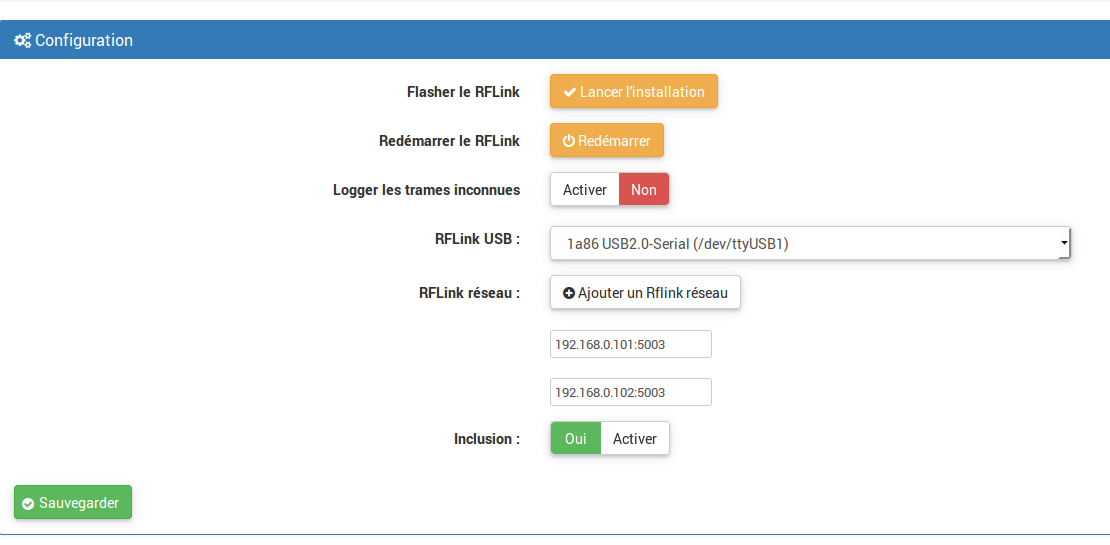 Configuration
Flasher le RFLink Lancer l'installation
Redémarrer le RFLink Redémarrer
Logger les trames inconnues Activer Non
RFLink USB : 1a86 USB2.0-Serial (/dev/ttyUSB1)
RFLink réseau : Ajouter un Rflink réseau
192.168.0.101:5003
192.168.0.102:5003
Inclusion : Oui Activer
Sauvegarder